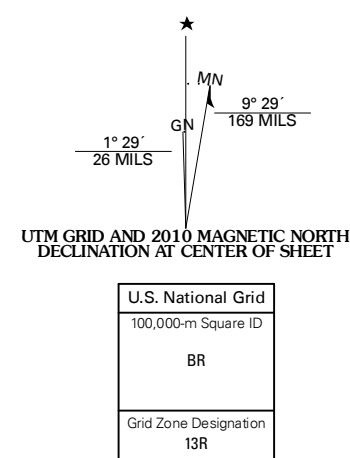 MN
9° 29´
169 MILS
GN
1° 29´
26 MILS
UTM GRID AND 2010 MAGNETIC NORTH
DECLINATION AT CENTER OF SHEET
U.S. National Grid
100,000-m Square ID
BR
Grid Zone Designation
13R